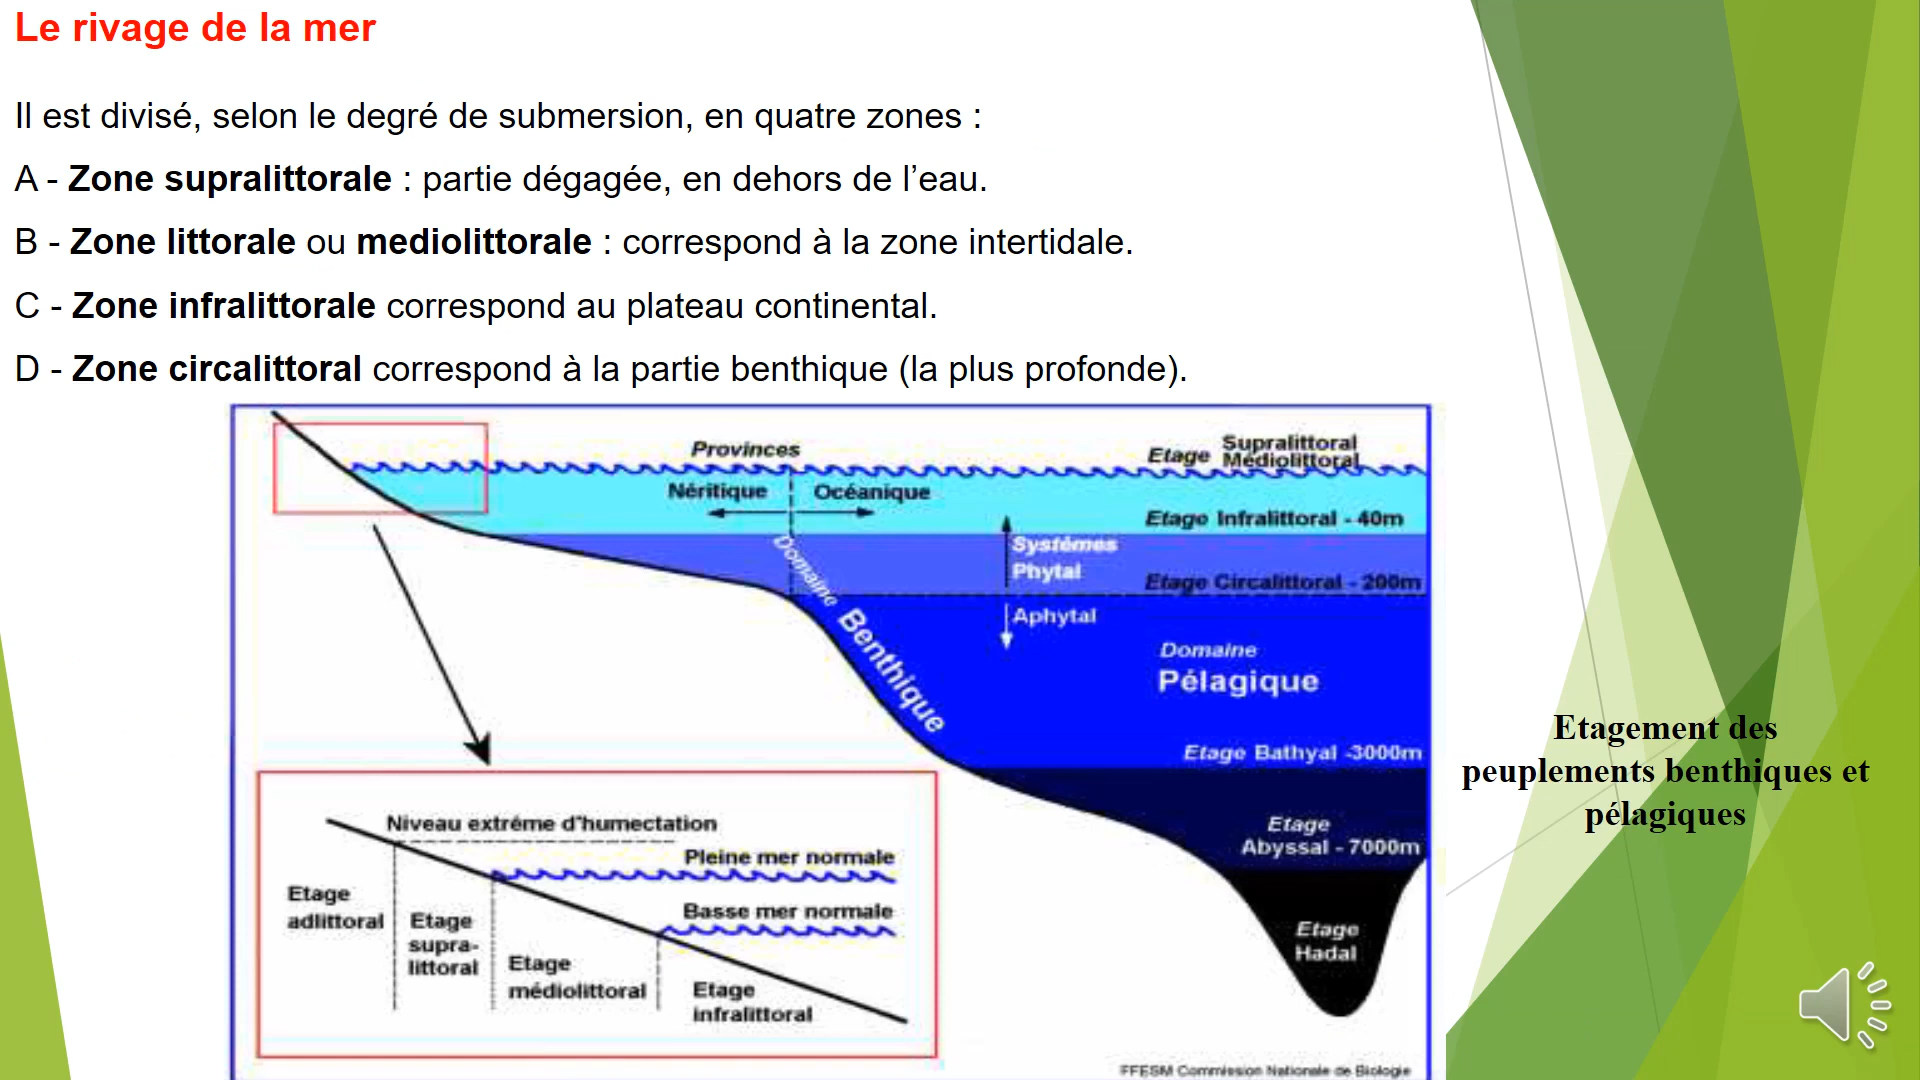 Le rivage de la mer
Il est divisé, selon le degré de submersion, en quatre zones :
A - Zone supralittorale : partie dégagée, en dehors de l’eau.
B - Zone littorale ou mediolittorale : correspond à la zone intertidale.
C - Zone infralittorale correspond au plateau continental.
D - Zone circalittoral correspond à la partie benthique (la plus profonde).
Provinces
Néritique
Océanique
Etage Supralittoral
Médiolittoral
Etage Infralittoral - 40m
Systémes
Phytal
Etage Circalittoral - 200m
Aphytal
Domaine Benthique
Domaine
Pélagique
Etage Bathyal -3000m
Etage
Abyssal - 7000m
Etage
Hadal
Niveau extréme d'humectation
Pleine mer normale
Basse mer normale
Etage
adlittoral
Etage
supra-
littoral
Etage
médiolittoral
Etage
infralittoral
FFESM Commission Nationale de Biologie
Etagement des
peuplements benthiques et
pélagiques